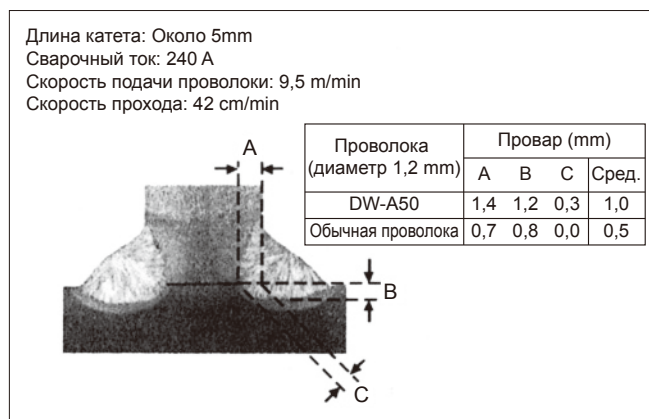 Длина катета: Около 5mm
Сварочный ток: 240 A
Скорость подачи проволоки: 9,5 m/min
Скорость прохода: 42 cm/min
Проволока (диаметр 1,2 mm) Провар (mm)
A B C Сред.
DW-A50 1,4 1,2 0,3 1,0
Обычная проволока 0,7 0,8 0,0 0,5
A
B
C